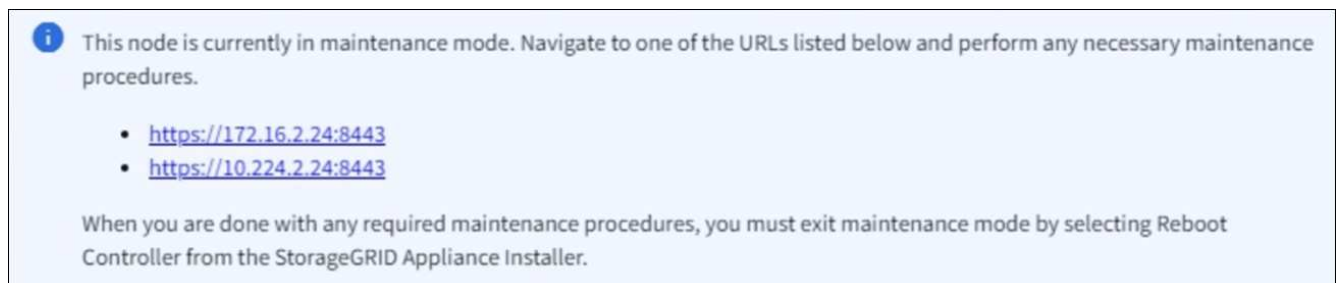 This node is currently in maintenance mode. Navigate to one of the URLs listed below and perform any necessary maintenance
procedures.
• https://172.16.2.24:8443
• https://10.224.2.24:8443
When you are done with any required maintenance procedures, you must exit maintenance mode by selecting Reboot
Controller from the StorageGRID Appliance Installer.